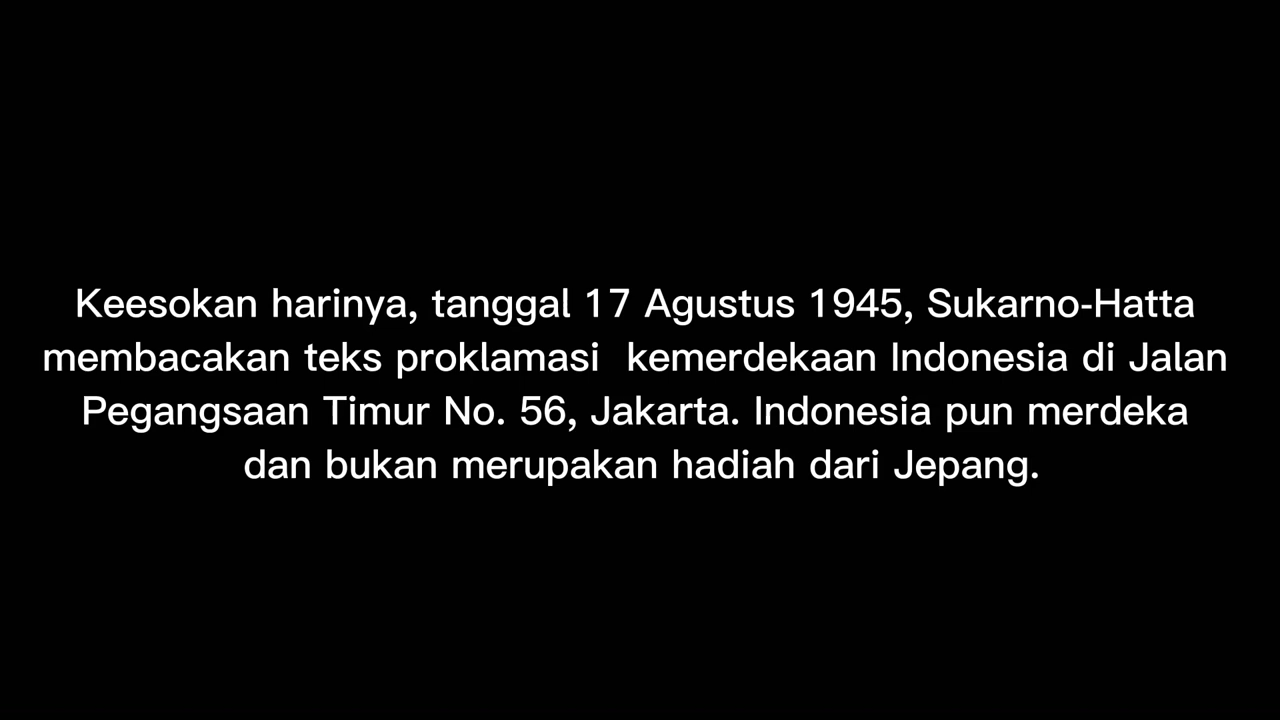 Keesokan harinya, tanggal 17 Agustus 1945, Sukarno-Hatta
membacakan teks proklamasi  kemerdekaan Indonesia di Jalan
Pegangsaan Timur No. 56, Jakarta. Indonesia pun merdeka
dan bukan merupakan hadiah dari Jepang.